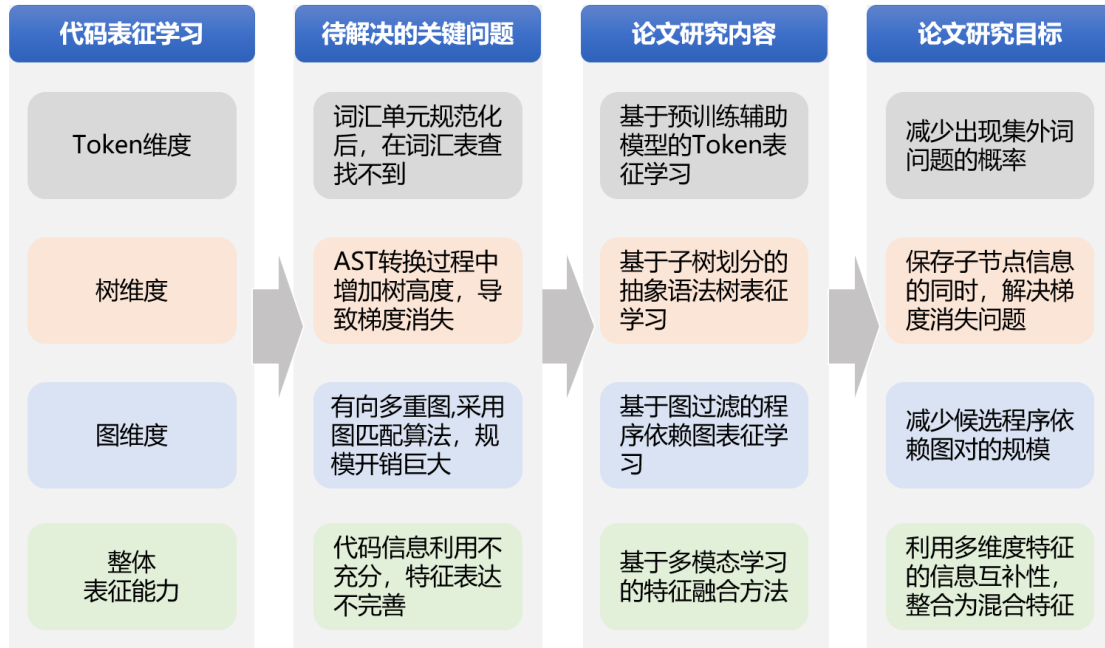 代码表征学习
待解决的关键问题
论文研究内容
论文研究目标
Token维度
词汇单元规范化
后，在词汇表查
找不到
基于预训练辅助
模型的Token表
征学习
减少出现集外词
问题的概率
树维度
AST转换过程中
增加树高度，导
致梯度消失
基于子树划分的
抽象语法树表征
学习
保存子节点信息
的同时，解决梯
度消失问题
图维度
有向多重图,采用
图匹配算法，规
模开销巨大
基于图过滤的程
序依赖图表征学
习
减少候选程序依
赖图对的规模
整体
表征能力
代码信息利用不
充分，特征表达
不完善
基于多模态学习
的特征融合方法
利用多维度特征
的信息互补性，
整合为混合特征